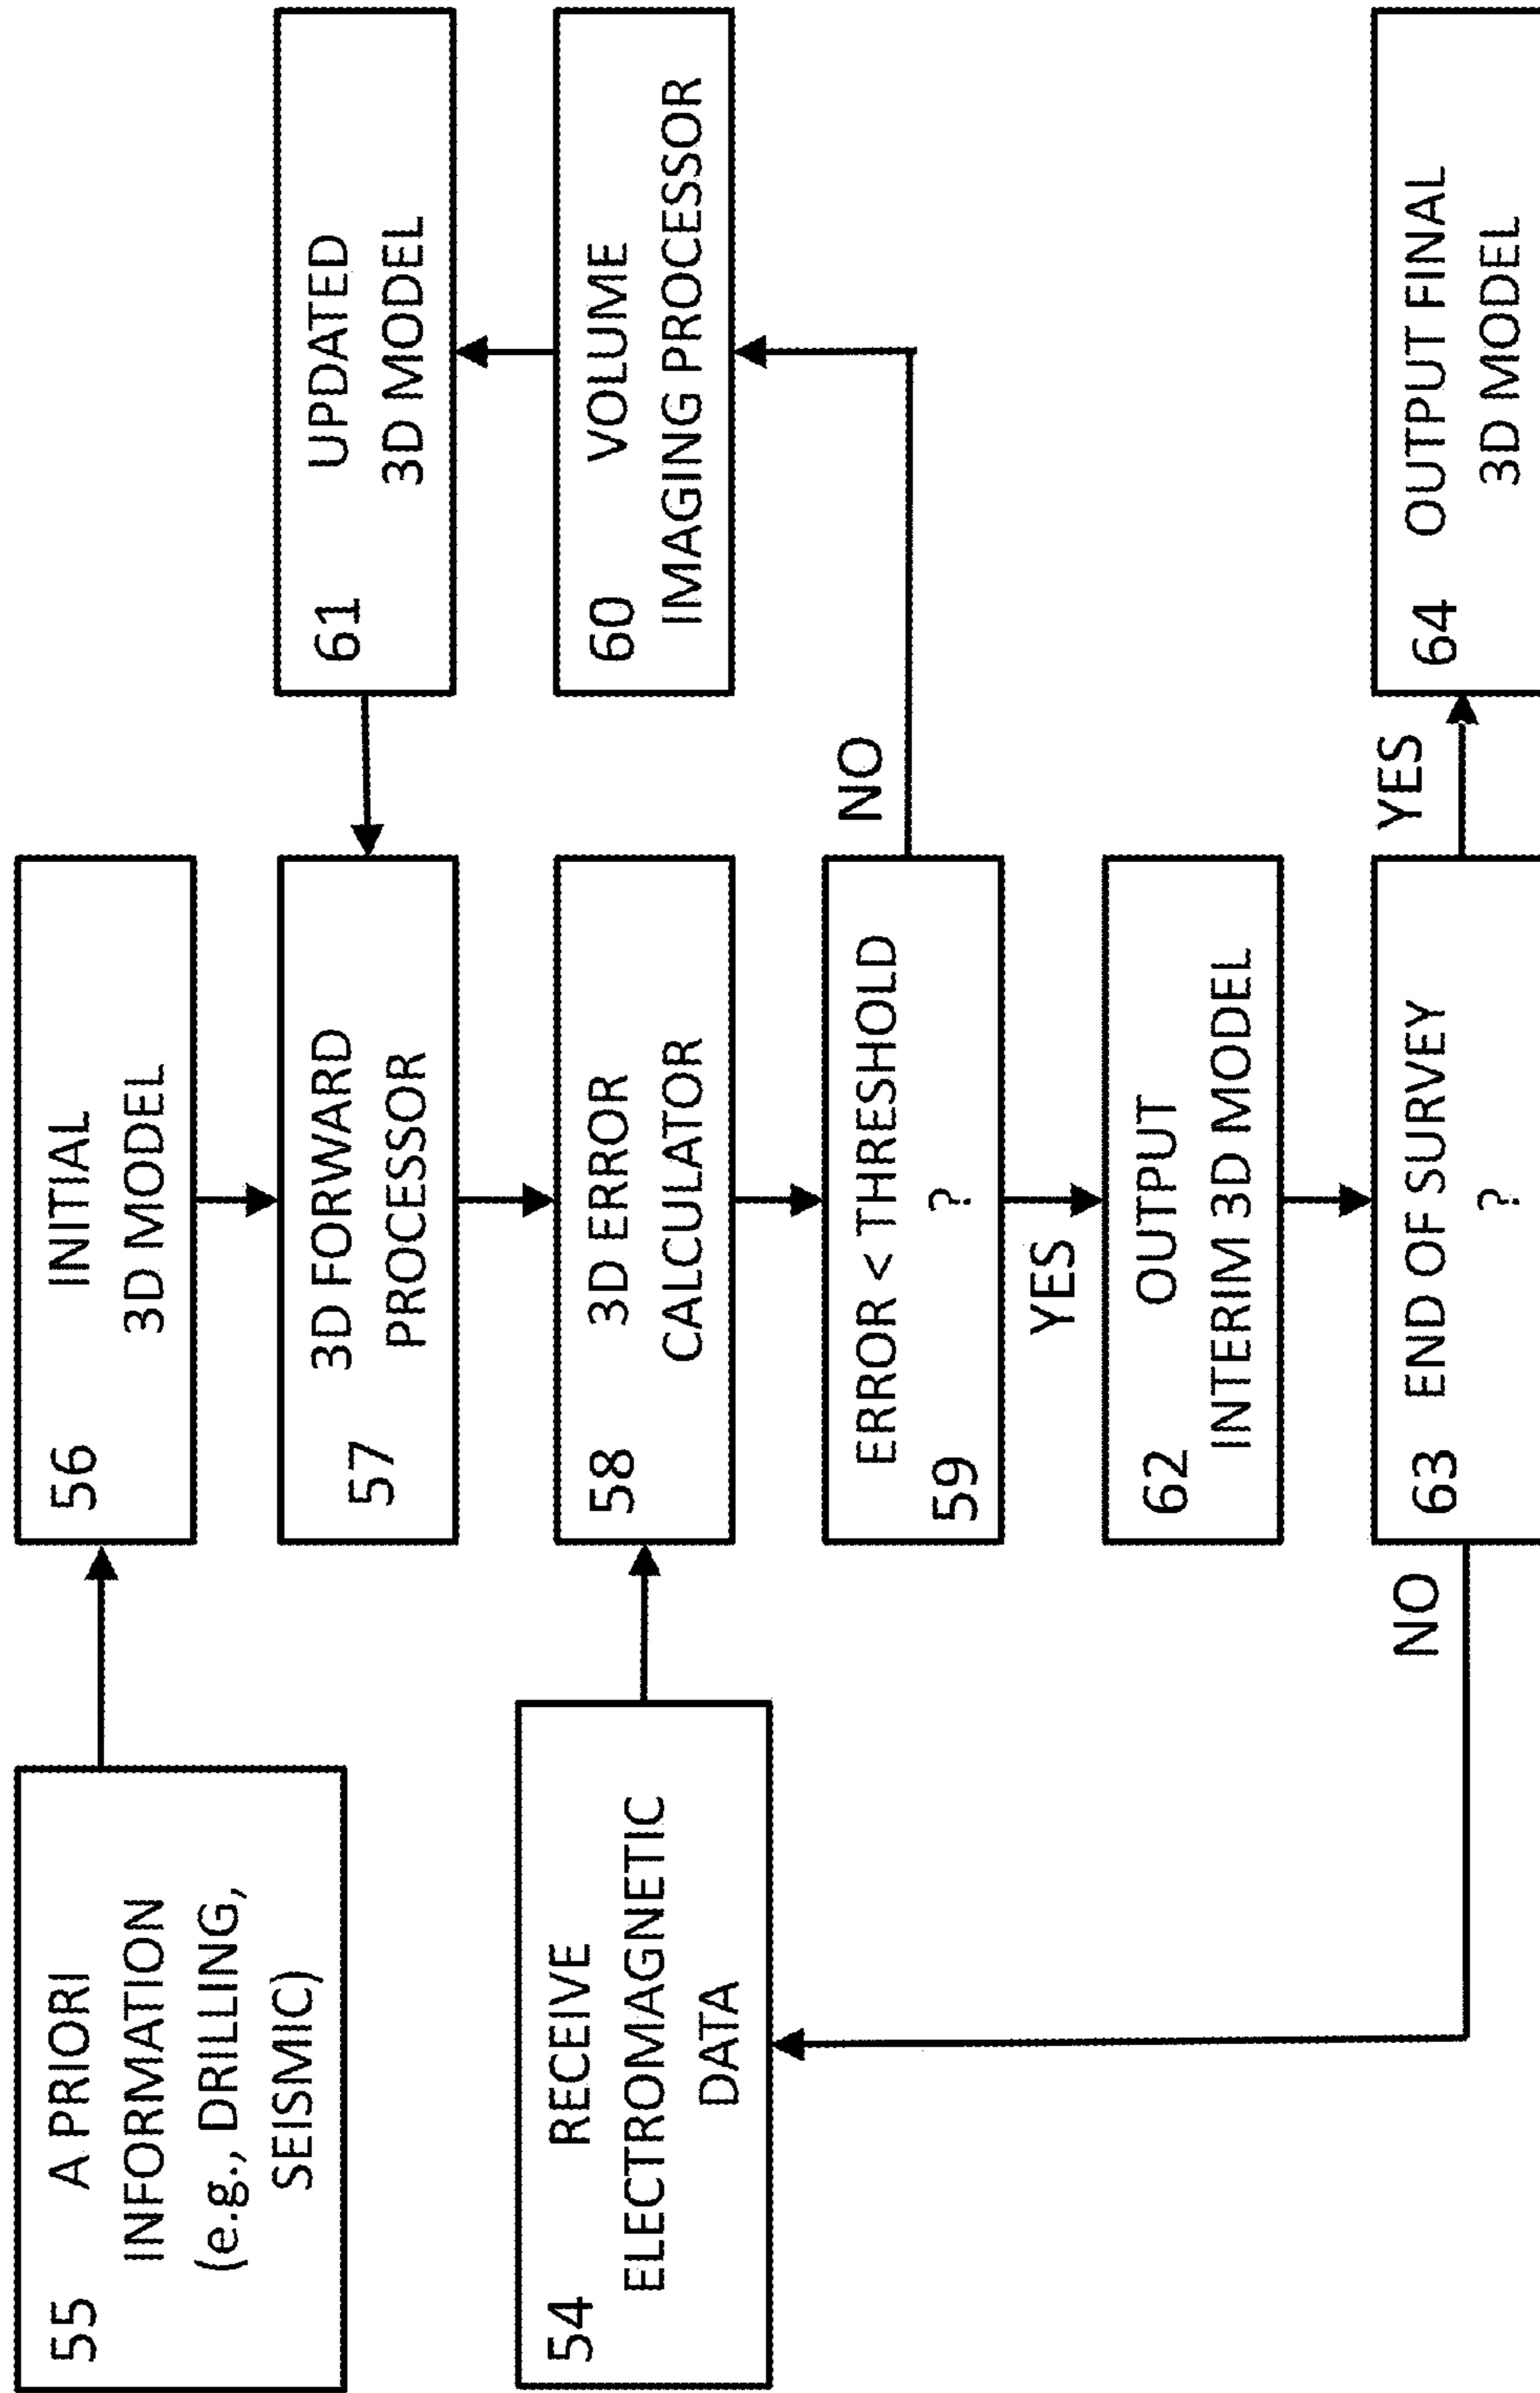 55 A PRIORI
INFORMATION
(e.g., DRILLING,
SEISMIC)
56 INITIAL
3D MODEL
57 3D FORWARD
PROCESSOR
61 UPDATED
3D MODEL
54 RECEIVE
ELECTROMAGNETIC
DATA
58 3D ERROR
CALCULATOR
60 VOLUME
IMAGING PROCESSOR
ERROR < THRESHOLD
59 ?
NO
YES
62 OUTPUT
INTERIM 3D MODEL
63 END OF SURVEY
?
NO
YES
64 OUTPUT FINAL
3D MODEL